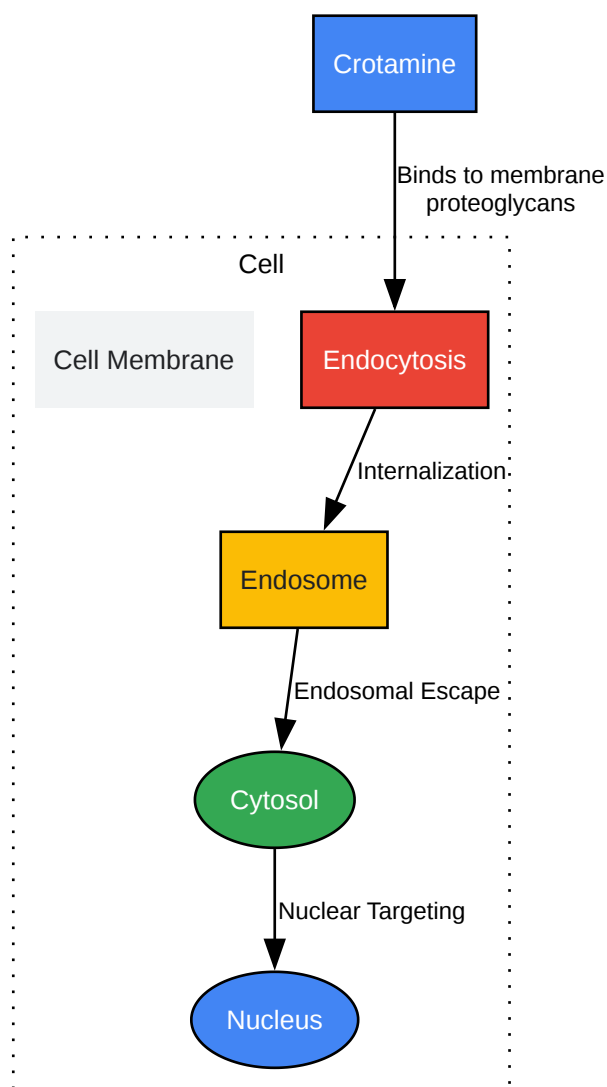 Crotamine
Binds to membrane
proteoglycans
Cell
Cell Membrane
Endocytosis
Internalization
Endosome
Endosomal Escape
Cytosol
Nuclear Targeting
Nucleus